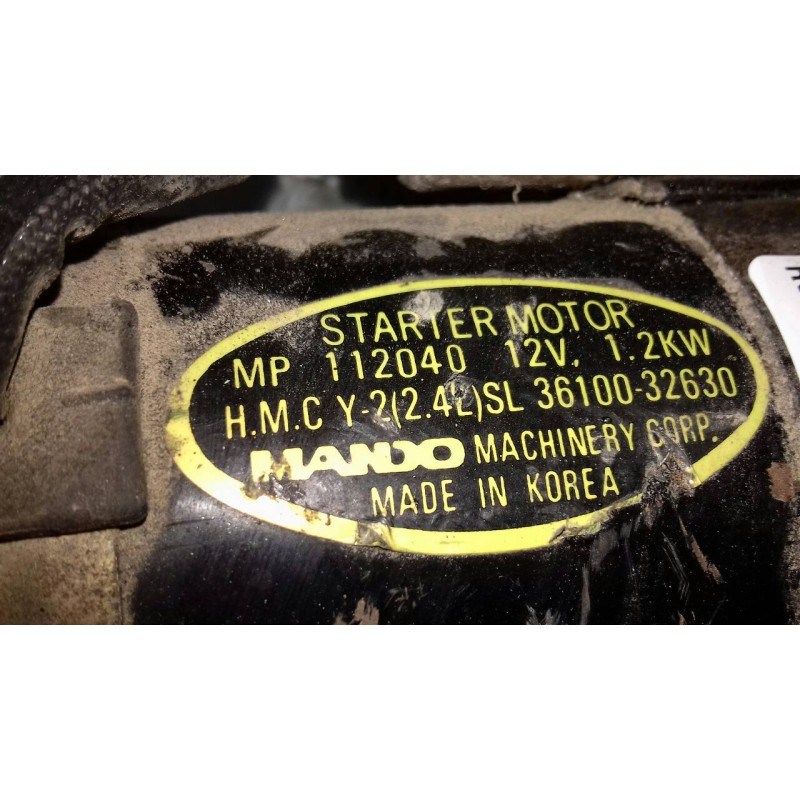 STARTER MOTOR
MP 112040 12V, 1.2KW
H.M.C Y-2(2.4L)SL 36100-32630
MANDO MACHINERY CORP.
MADE IN KOREA